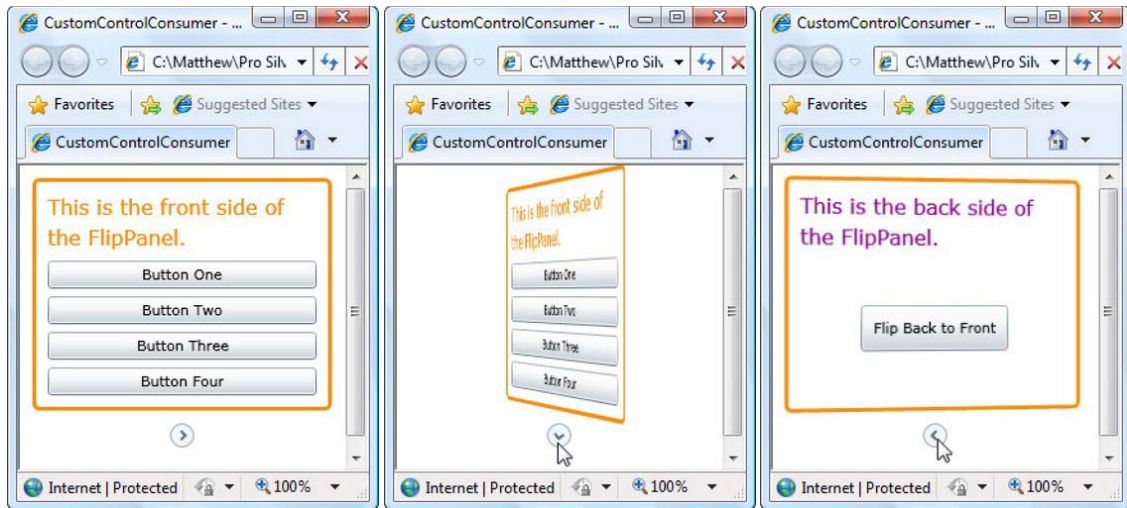 CustomControlConsumer - ...
C:\Matthew\Pro Silv
Favorites
Suggested Sites
CustomControlConsumer
This is the front side of
the FlipPanel.
Button One
Button Two
Button Three
Button Four
Internet | Protected
100%
CustomControlConsumer - ...
C:\Matthew\Pro Silv
Favorites
Suggested Sites
CustomControlConsumer
This is the front side of
the FlipPanel.
Button One
Button Two
Button Three
Button Four
Internet | Protected
100%
CustomControlConsumer - ...
C:\Matthew\Pro Silv
Favorites
Suggested Sites
CustomControlConsumer
This is the back side of
the FlipPanel.
Flip Back to Front
Internet | Protected
100%